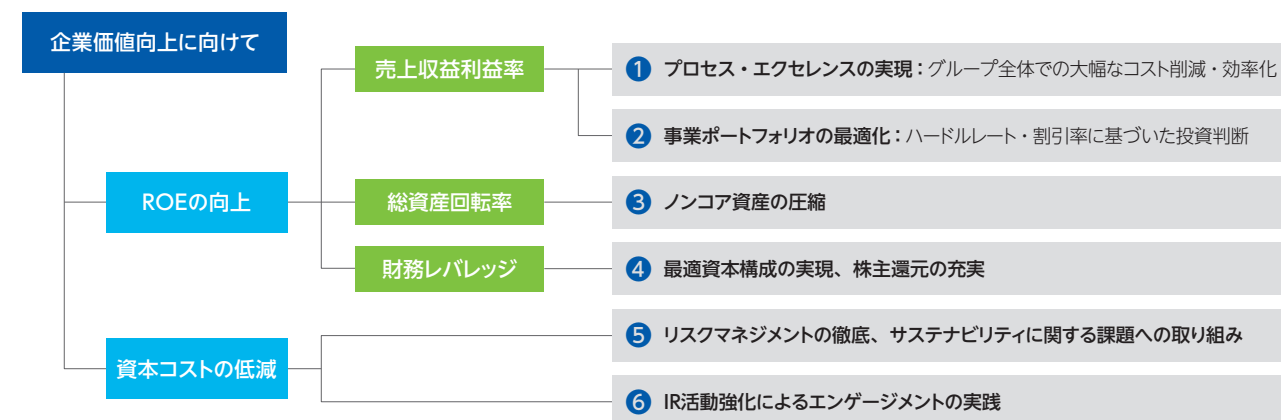 企業価値向上に向けて
売上収益利益率
❶ プロセス・エクセレンスの実現：グループ全体での大幅なコスト削減・効率化
❷ 事業ポートフォリオの最適化：ハードルレート・割引率に基づいた投資判断
ROEの向上
総資産回転率
❸ ノンコア資産の圧縮
財務レバレッジ
❹ 最適資本構成の実現、株主還元の充実
資本コストの低減
❺ リスクマネジメントの徹底、サステナビリティに関する課題への取り組み
❻ IR活動強化によるエンゲージメントの実践